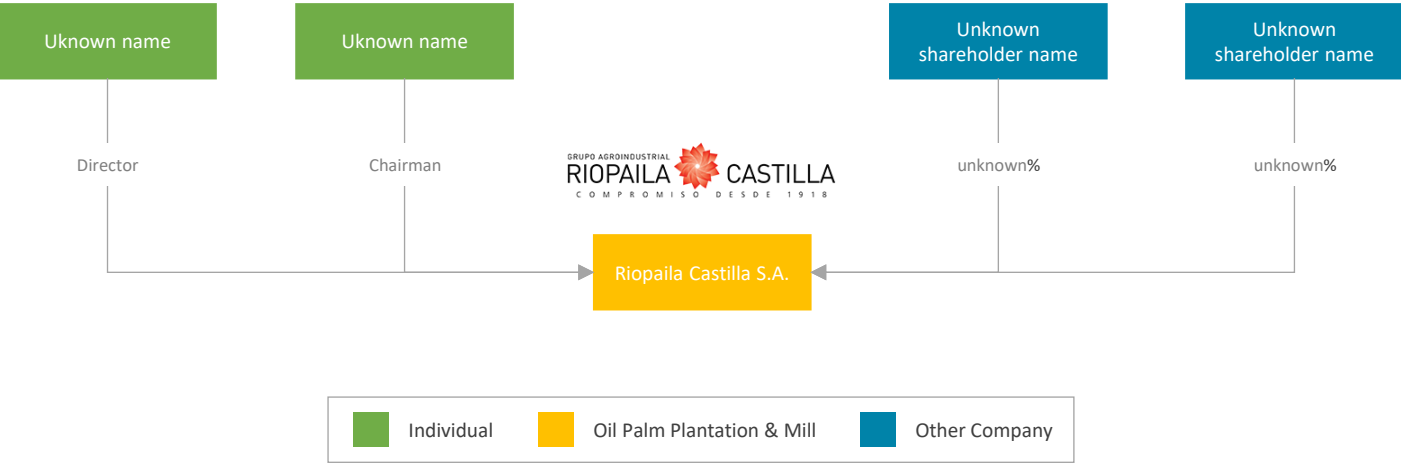 Uknown name
Uknown name
Unknown
shareholder name
Unknown
shareholder name
Director
Chairman
GRUPO AGROINDUSTRIAL
RIOPAILA CASTILLA
COMPROMISO DESDE 1918
unknown%
unknown%
Riopaila Castilla S.A.
Individual
Oil Palm Plantation & Mill
Other Company